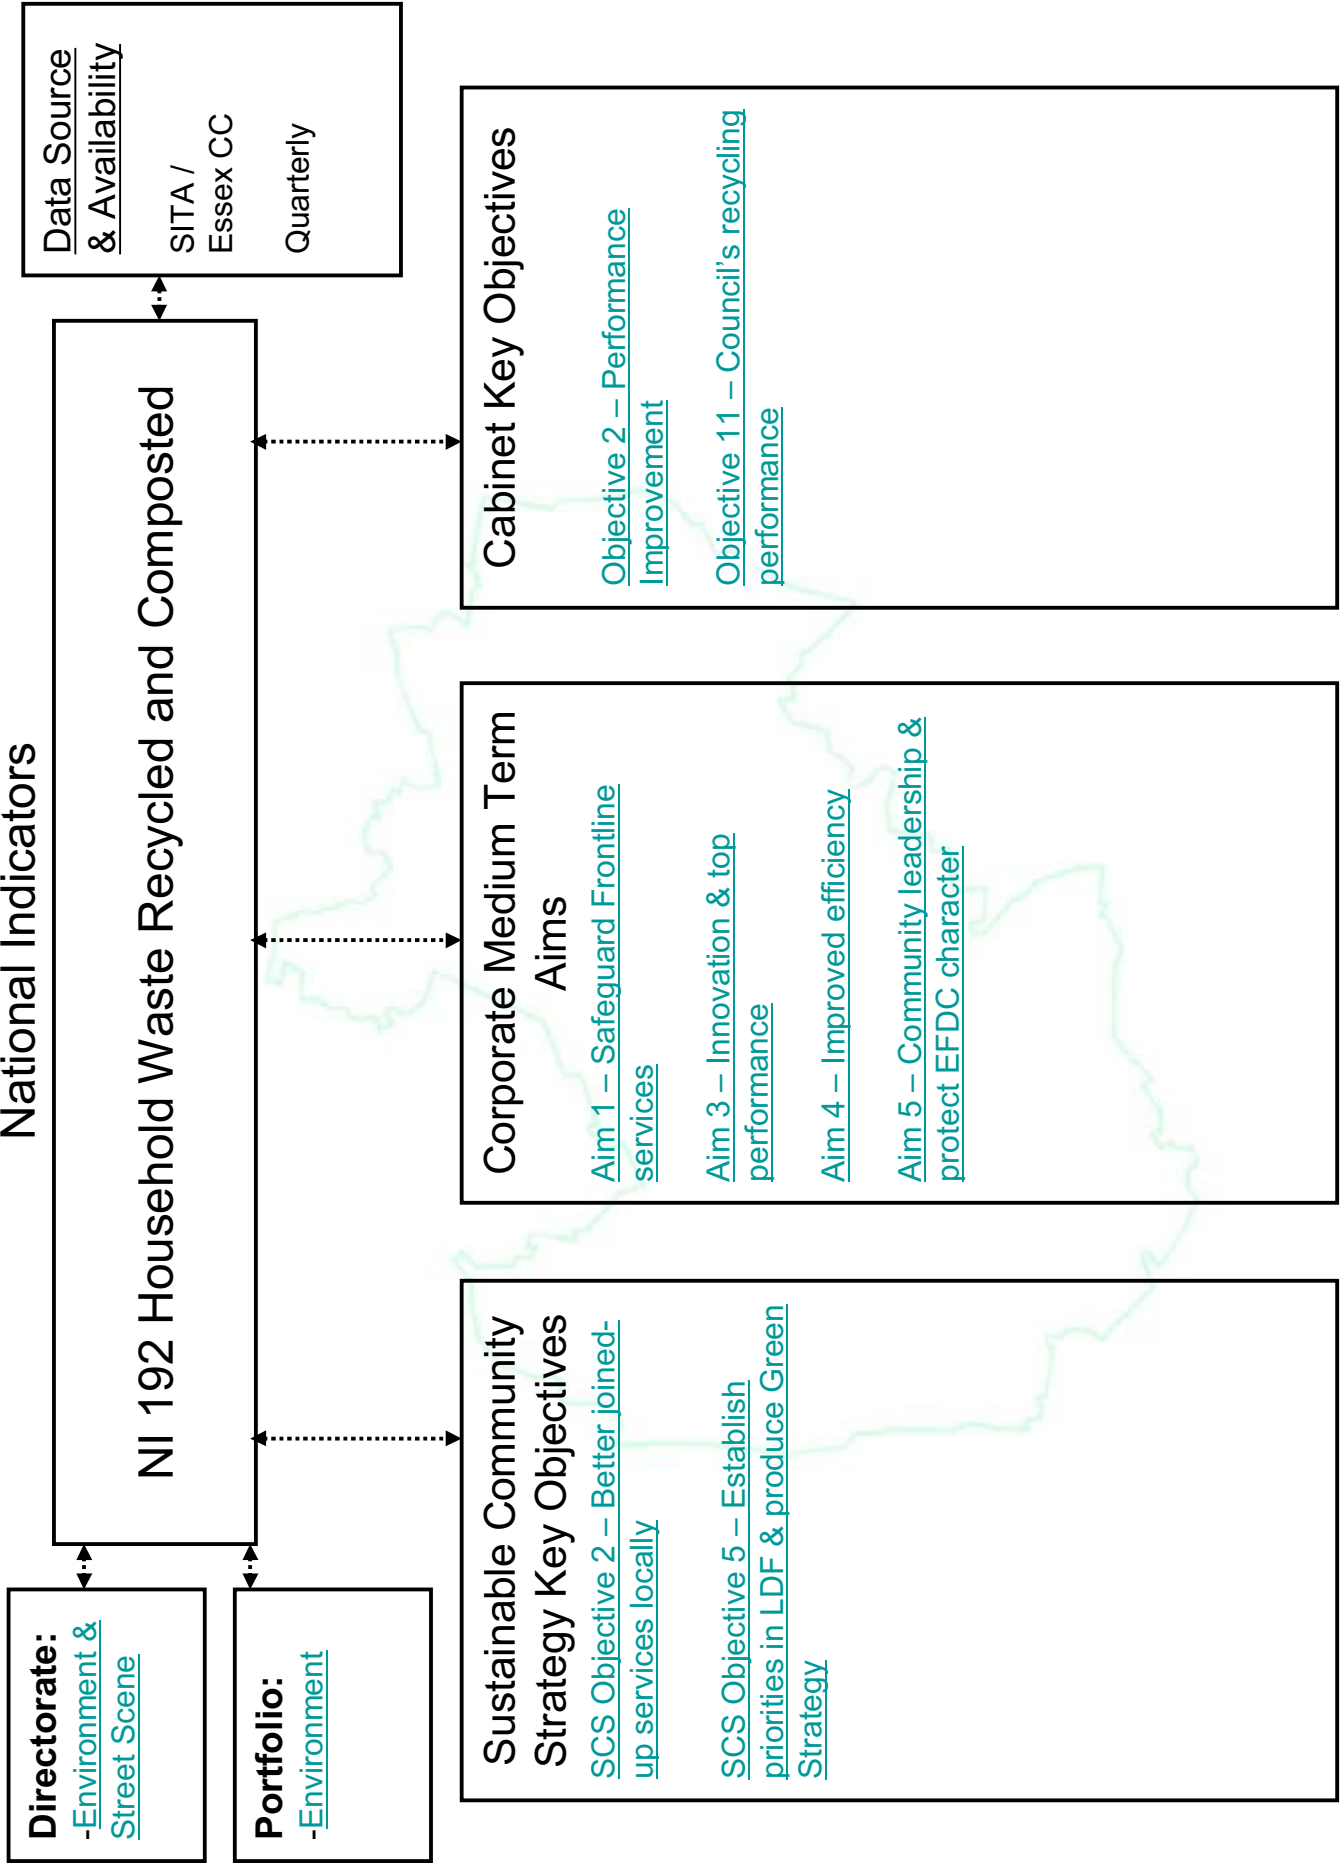 National Indicators
Directorate:
-Environment &
Street Scene
Portfolio:
-Environment
NI 192 Household Waste Recycled and Composted
Data Source
& Availability
SITA /
Essex CC
Quarterly
Sustainable Community
Strategy Key Objectives
SCS Objective 2 – Better joined-
up services locally
SCS Objective 5 – Establish
priorities in LDF & produce Green
Strategy
Corporate Medium Term
Aims
Aim 1 – Safeguard Frontline
services
Aim 3 – Innovation & top
performance
Aim 4 – Improved efficiency
Aim 5 – Community leadership &
protect EFDC character
Cabinet Key Objectives
Objective 2 – Performance
Improvement
Objective 11 – Council’s recycling
performance